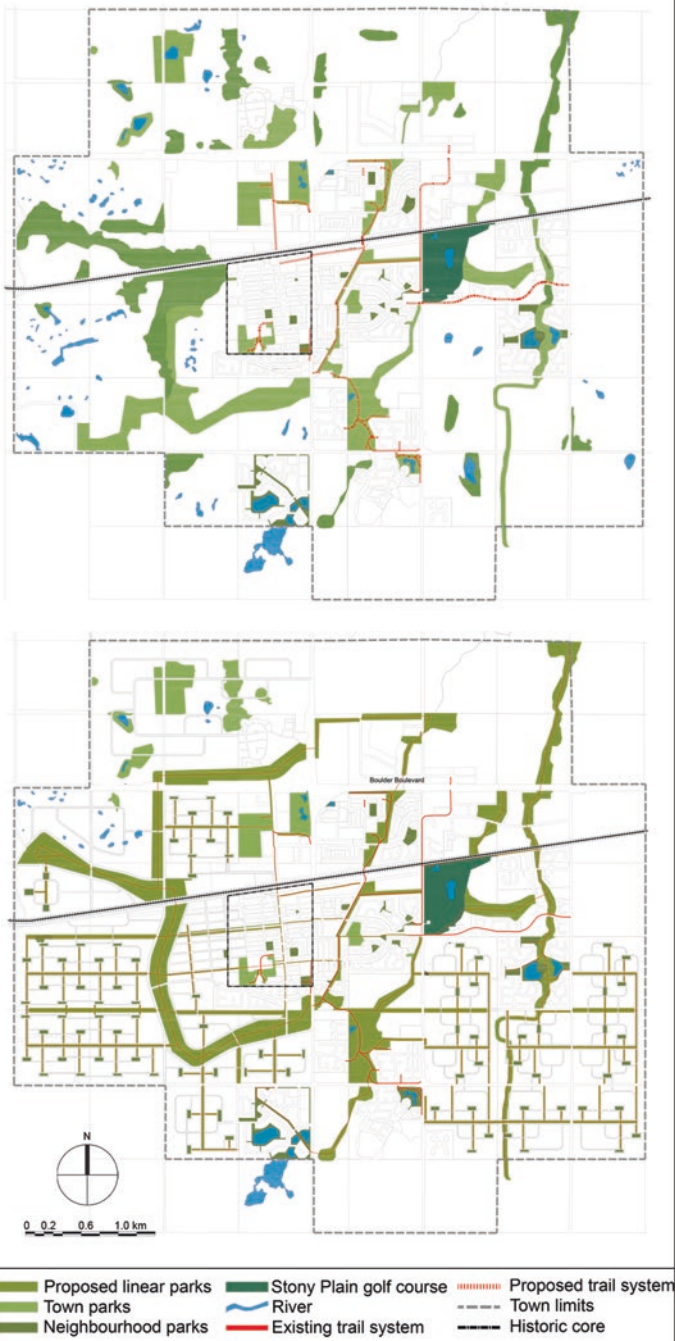 Boulder Boulevard
N
0 0.2 0.6 1.0 km
Proposed linear parks
Town parks
Neighbourhood parks
Stony Plain golf course
River
Existing trail system
Proposed trail system
Town limits
Historic core